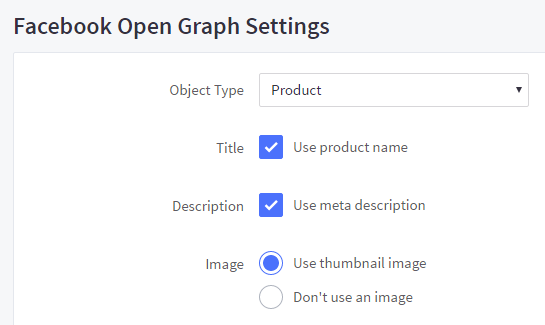 Facebook Open Graph Settings
Object Type Product
Title Use product name
Description Use meta description
Image Use thumbnail image
Don't use an image